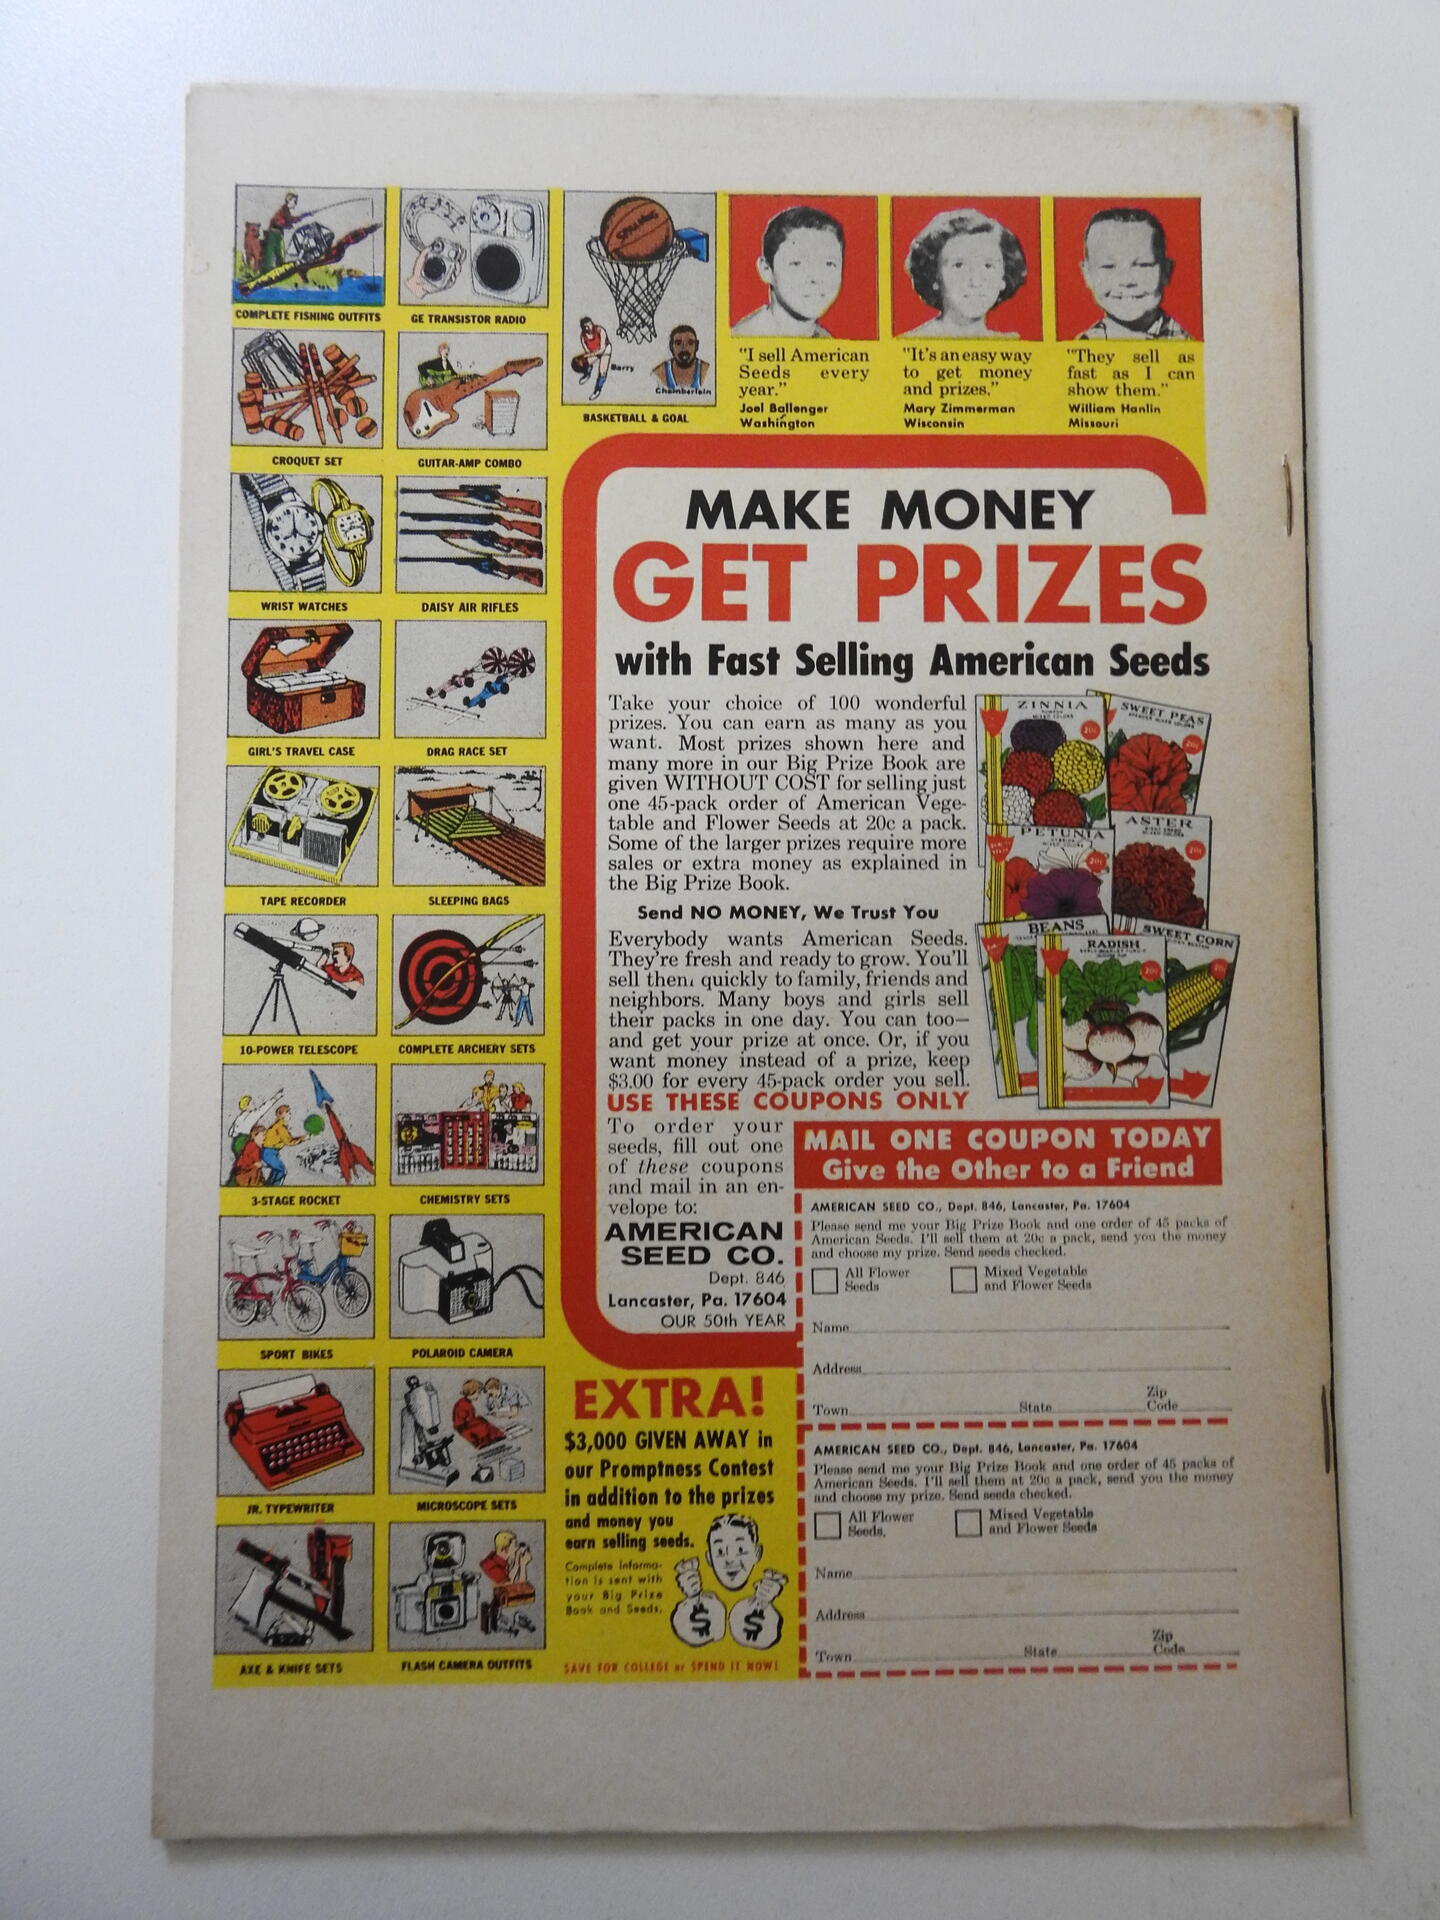 COMPLETE FISHING OUTFITS
GE TRANSISTOR RADIO
CROQUET SET
GUITAR-AMP COMBO
WRIST WATCHES
DAISY AIR RIFLES
GIRL'S TRAVEL CASE
DRAG RACE SET
TAPE RECORDER
SLEEPING BAGS
10-POWER TELESCOPE
COMPLETE ARCHERY SETS
3-STAGE ROCKET
CHEMISTRY SETS
SPORT BIKES
POLAROID CAMERA
JR. TYPEWRITER
MICROSCOPE SETS
AXE & KNIFE SETS
FLASH CAMERA OUTFITS
SPALDING
Barry
Chamberlain
BASKETBALL & GOAL
"I sell American
Seeds every
year."
Joel Ballenger
Washington
"It's an easy way
to get money
and prizes."
Mary Zimmerman
Wisconsin
"They sell as
fast as I can
show them."
William Hanlin
Missouri
MAKE MONEY
GET PRIZES
with Fast Selling American Seeds
Take your choice of 100 wonderful
prizes. You can earn as many as you
want. Most prizes shown here and
many more in our Big Prize Book are
given WITHOUT COST for selling just
one 45-pack order of American Vege-
table and Flower Seeds at 20c a pack.
Some of the larger prizes require more
sales or extra money as explained in
the Big Prize Book.
Send NO MONEY, We Trust You
Everybody wants American Seeds.
They're fresh and ready to grow. You'll
sell them quickly to family, friends and
neighbors. Many boys and girls sell
their packs in one day. You can too—
and get your prize at once. Or, if you
want money instead of a prize, keep
$3.00 for every 45-pack order you sell.
USE THESE COUPONS ONLY
To order your
seeds, fill out one
of these coupons
and mail in an en-
velope to:
AMERICAN
SEED CO.
Dept. 846
Lancaster, Pa. 17604
OUR 50th YEAR
ZINNIA
MIXED COLORS
20c
SWEET PEAS
20c
PETUNIA
20c
ASTER
20c
BEANS
RADISH
20c
SWEET CORN
20c
MAIL ONE COUPON TODAY
Give the Other to a Friend
AMERICAN SEED CO., Dept. 846, Lancaster, Pa. 17604
Please send me your Big Prize Book and one order of 45 packs of
American Seeds. I'll sell them at 20c a pack, send you the money
and choose my prize. Send seeds checked.
All Flower
Seeds
Mixed Vegetable
and Flower Seeds
Name
Address
Town State Zip Code
AMERICAN SEED CO., Dept. 846, Lancaster, Pa. 17604
Please send me your Big Prize Book and one order of 45 packs of
American Seeds. I'll sell them at 20c a pack, send you the money
and choose my prize. Send seeds checked.
All Flower
Seeds,
Mixed Vegetable
and Flower Seeds
Name
Address
Town State Zip Code
EXTRA!
$3,000 GIVEN AWAY in
our Promptness Contest
in addition to the prizes
and money you
earn selling seeds.
Complete informa-
tion is sent with
your Big Prize
Book and Seeds.
$ $
SAVE FOR COLLEGE or SPEND IT NOW!